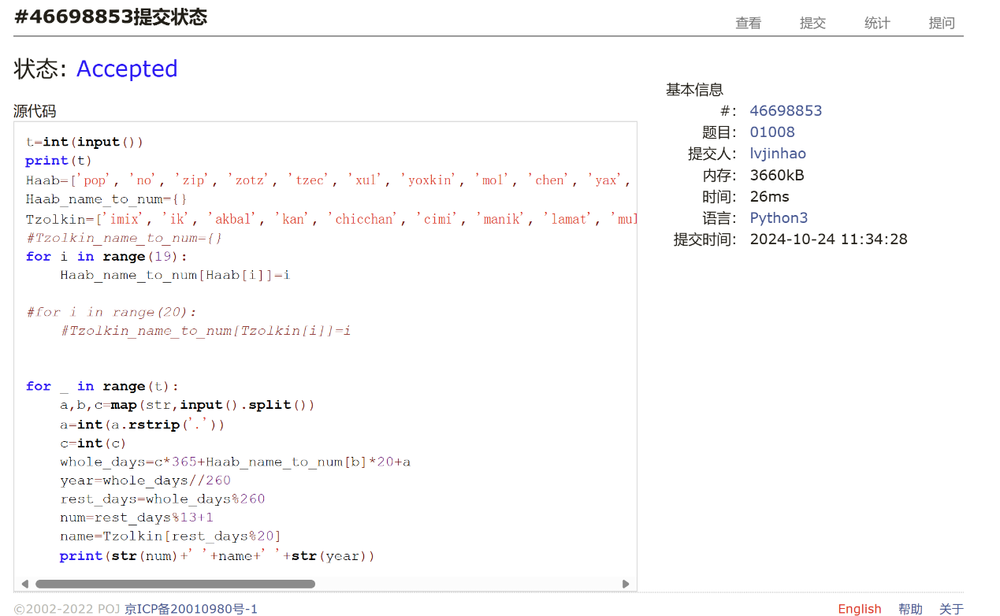 #46698853提交状态
查看 提交 统计 提问
状态: Accepted
源代码
t=int(input())
print(t)
Haab=['pop', 'no', 'zip', 'zotz', 'tzec', 'xul', 'yoxkin', 'mol', 'chen', 'yax',
Haab_name_to_num={}
Tzolkin=['imix', 'ik', 'akbal', 'kan', 'chicchan', 'cimi', 'manik', 'lamat', 'mul
#Tzolkin_name_to_num={}
for i in range(19):
    Haab_name_to_num[Haab[i]]=i
#for i in range(20):
    #Tzolkin_name_to_num[Tzolkin[i]]=i
for _ in range(t):
    a,b,c=map(str,input().split())
    a=int(a.rstrip('.'))
    c=int(c)
    whole_days=c*365+Haab_name_to_num[b]*20+a
    year=whole_days//260
    rest_days=whole_days%260
    num=rest_days%13+1
    name=Tzolkin[rest_days%20]
    print(str(num)+' '+name+' '+str(year))
基本信息
#: 46698853
题目: 01008
提交人: lvjinhao
内存: 3660kB
时间: 26ms
语言: Python3
提交时间: 2024-10-24 11:34:28
©2002-2022 POJ 京ICP备20010980号-1
English 帮助 关于